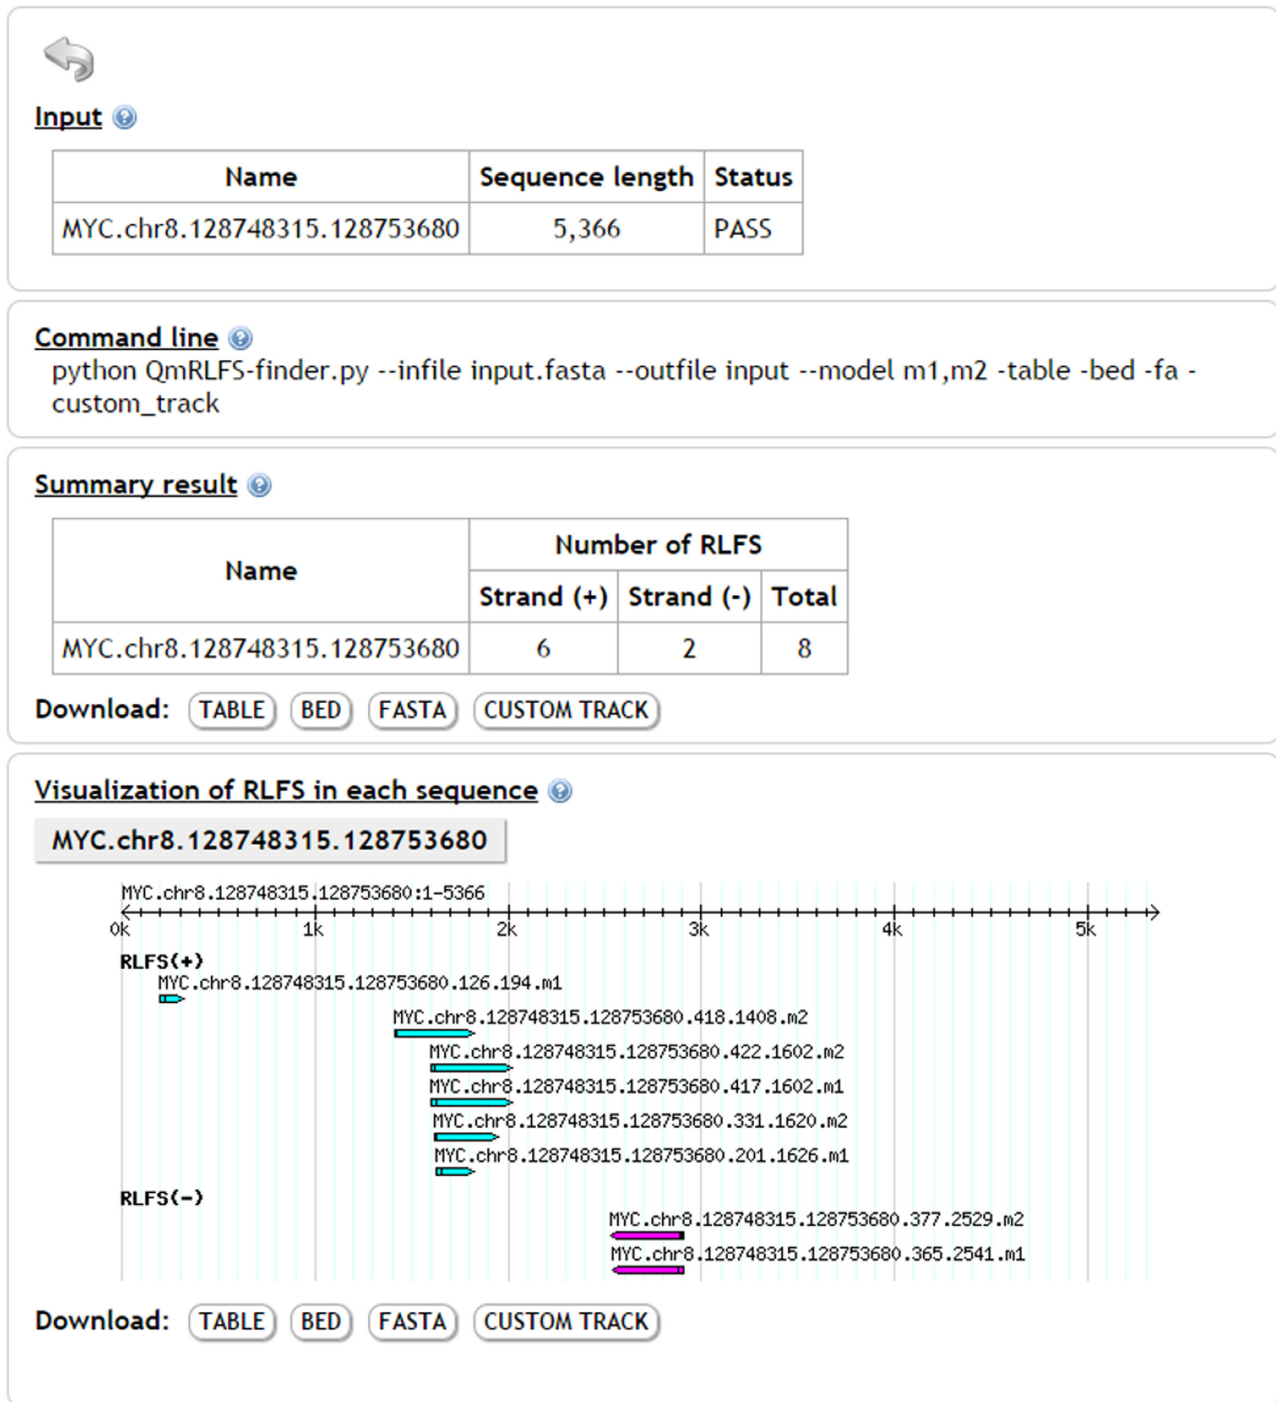 Input
Name Sequence length Status
MYC.chr8.128748315.128753680 5,366 PASS
Command line
python QmRLFS-finder.py --infile input.fasta --outfile input --model m1,m2 -table -bed -fa -
custom_track
Summary result
Name Number of RLFS
Strand (+) Strand (-) Total
MYC.chr8.128748315.128753680 6 2 8
Download: TABLE BED FASTA CUSTOM TRACK
Visualization of RLFS in each sequence
MYC.chr8.128748315.128753680
MYC.chr8.128748315.128753680:1-5366
0k 1k 2k 3k 4k 5k
RLFS(+)
MYC.chr8.128748315.128753680.126.194.m1
MYC.chr8.128748315.128753680.418.1408.m2
MYC.chr8.128748315.128753680.422.1602.m2
MYC.chr8.128748315.128753680.417.1602.m1
MYC.chr8.128748315.128753680.331.1620.m2
MYC.chr8.128748315.128753680.201.1626.m1
RLFS(-)
MYC.chr8.128748315.128753680.377.2529.m2
MYC.chr8.128748315.128753680.365.2541.m1
Download: TABLE BED FASTA CUSTOM TRACK